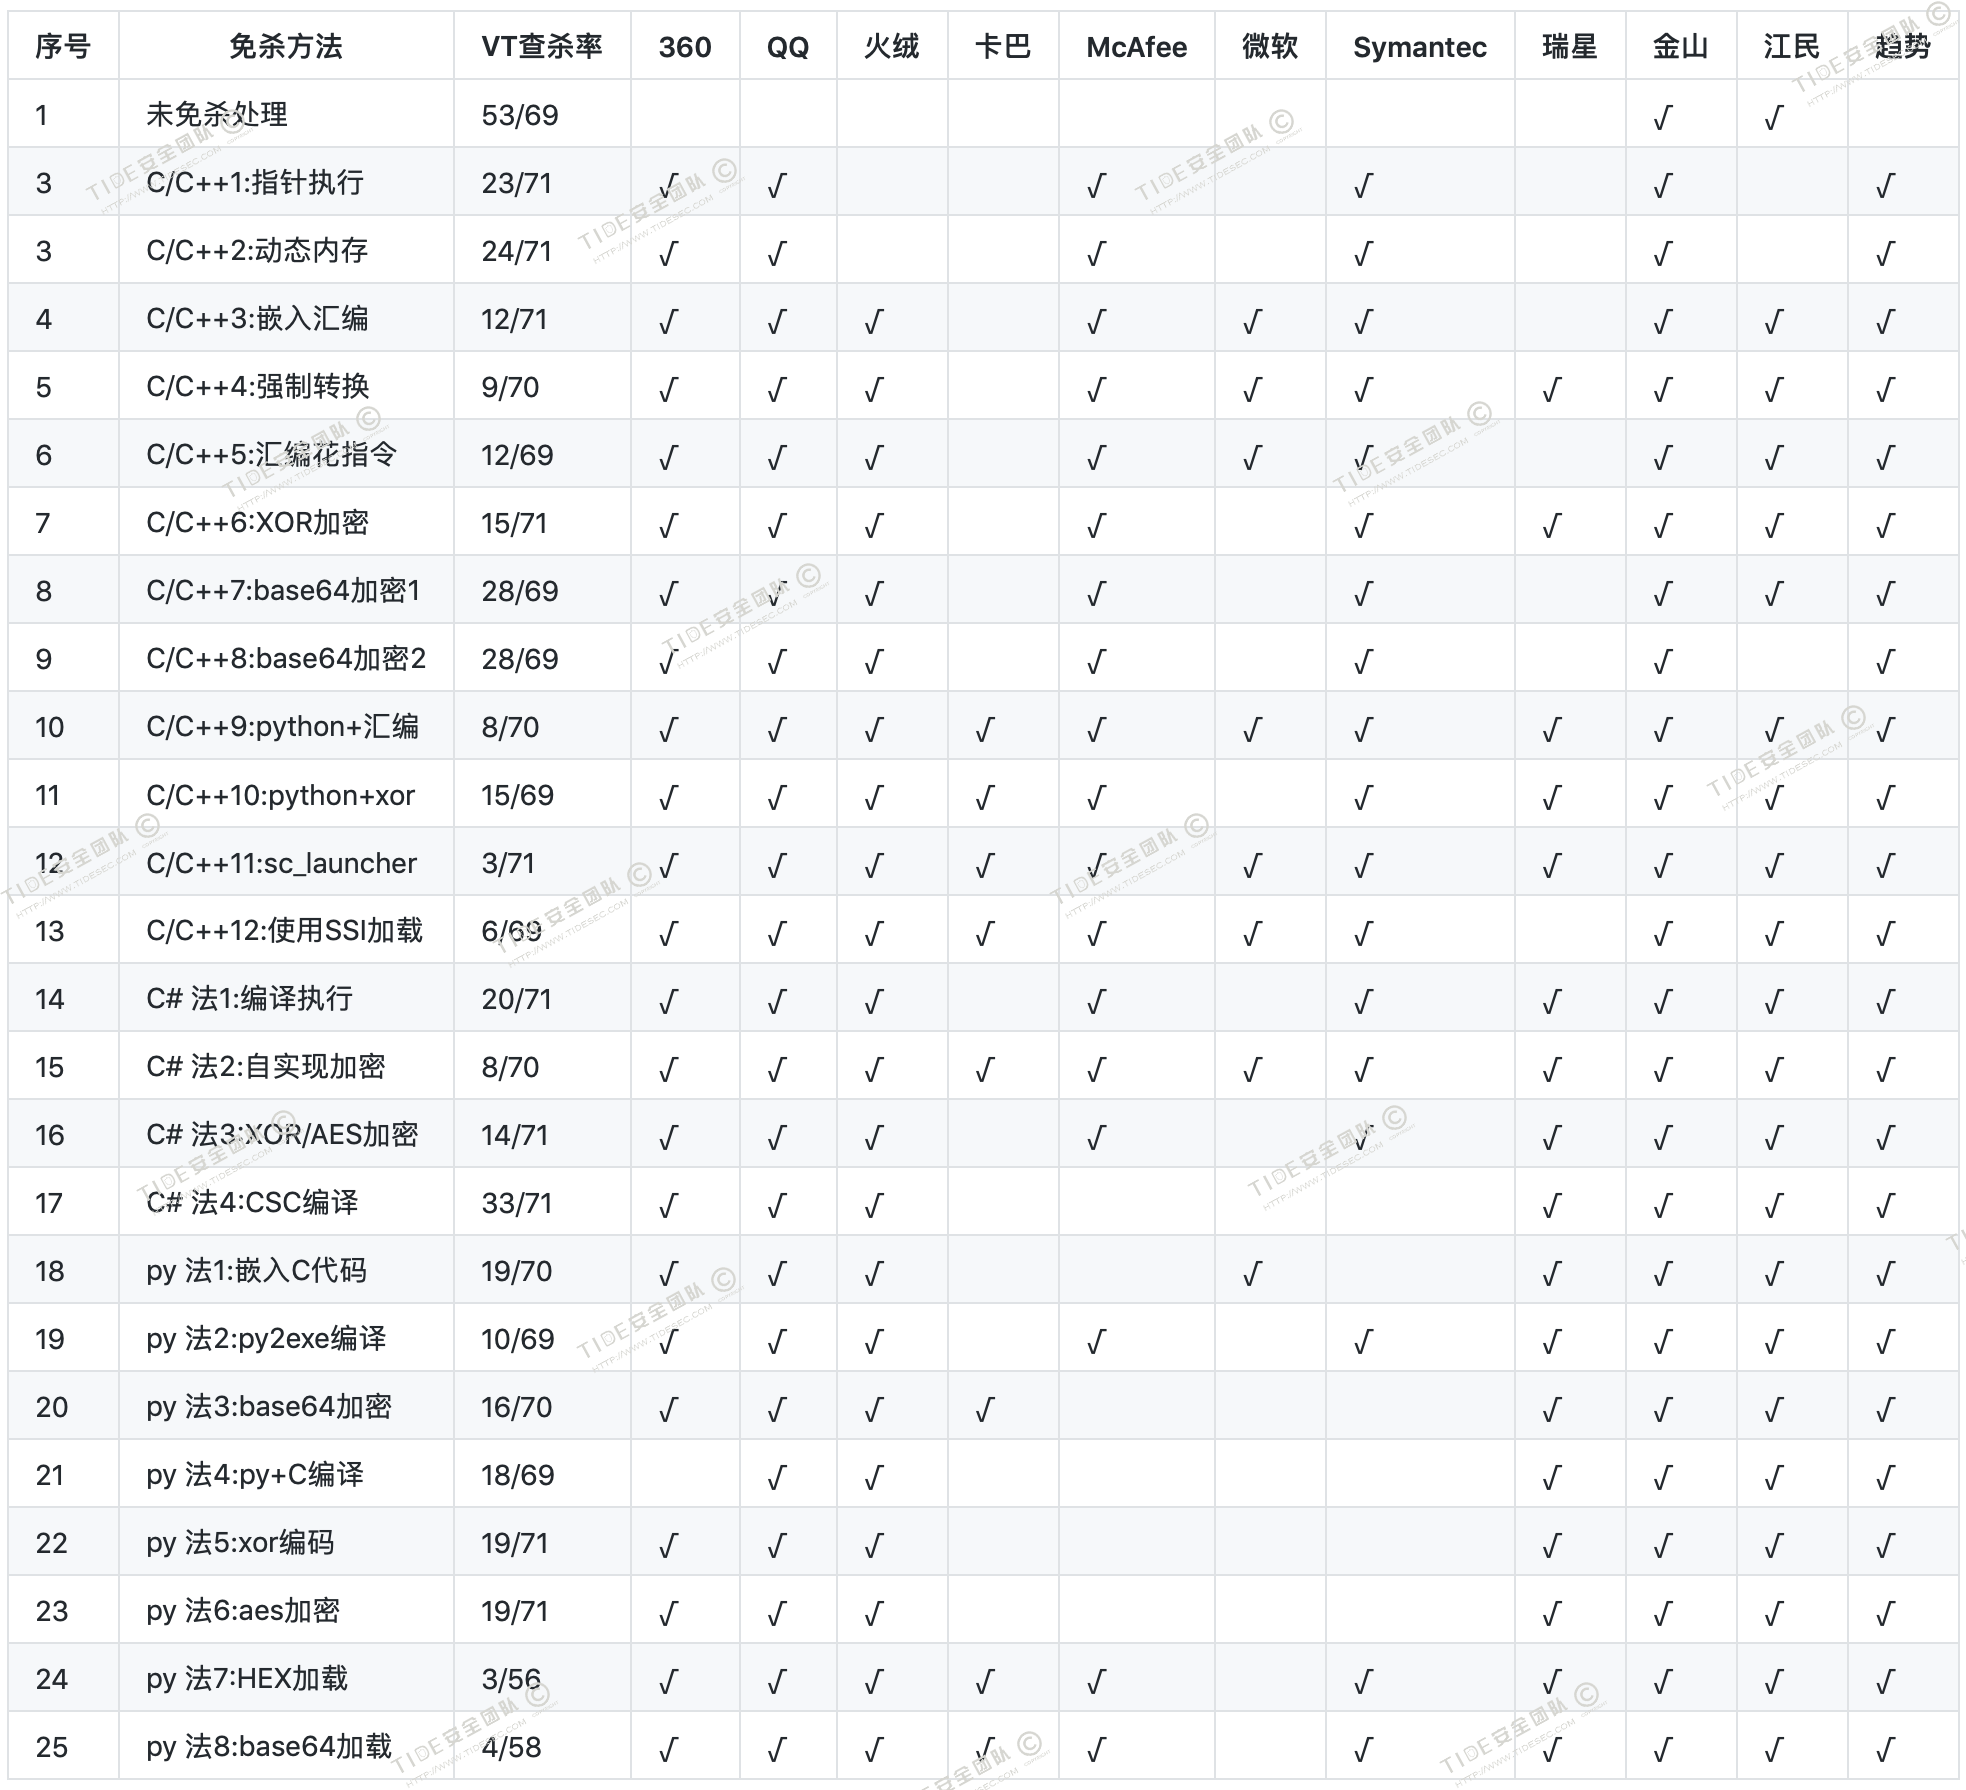 序号 免杀方法 VT查杀率 360 QQ 火绒 卡巴 McAfee 微软 Symantec 瑞星 金山 江民 趋势
1 未免杀处理 53/69 √ √
3 C/C++1:指针执行 23/71 √ √ √ √ √ √
3 C/C++2:动态内存 24/71 √ √ √ √ √ √
4 C/C++3:嵌入汇编 12/71 √ √ √ √ √ √ √ √ √
5 C/C++4:强制转换 9/70 √ √ √ √ √ √ √ √ √ √
6 C/C++5:汇编花指令 12/69 √ √ √ √ √ √ √ √ √
7 C/C++6:XOR加密 15/71 √ √ √ √ √ √ √ √ √
8 C/C++7:base64加密1 28/69 √ √ √ √ √ √ √ √
9 C/C++8:base64加密2 28/69 √ √ √ √ √ √ √
10 C/C++9:python+汇编 8/70 √ √ √ √ √ √ √ √ √ √ √
11 C/C++10:python+xor 15/69 √ √ √ √ √ √ √ √ √ √
12 C/C++11:sc_launcher 3/71 √ √ √ √ √ √ √ √ √ √ √
13 C/C++12:使用SSI加载 6/69 √ √ √ √ √ √ √ √ √ √
14 C# 法1:编译执行 20/71 √ √ √ √ √ √ √ √ √
15 C# 法2:自实现加密 8/70 √ √ √ √ √ √ √ √ √ √ √
16 C# 法3:XOR/AES加密 14/71 √ √ √ √ √ √ √ √ √
17 C# 法4:CSC编译 33/71 √ √ √ √ √ √ √
18 py 法1:嵌入C代码 19/70 √ √ √ √ √ √ √ √
19 py 法2:py2exe编译 10/69 √ √ √ √ √ √ √ √ √
20 py 法3:base64加密 16/70 √ √ √ √ √ √ √ √
21 py 法4:py+C编译 18/69 √ √ √ √ √ √
22 py 法5:xor编码 19/71 √ √ √ √ √ √ √
23 py 法6:aes加密 19/71 √ √ √ √ √ √ √
24 py 法7:HEX加载 3/56 √ √ √ √ √ √ √ √ √ √
25 py 法8:base64加载 4/58 √ √ √ √ √ √ √ √ √ √
TIDE安全团队 ©
HTTP://WWW.TIDESEC.COM